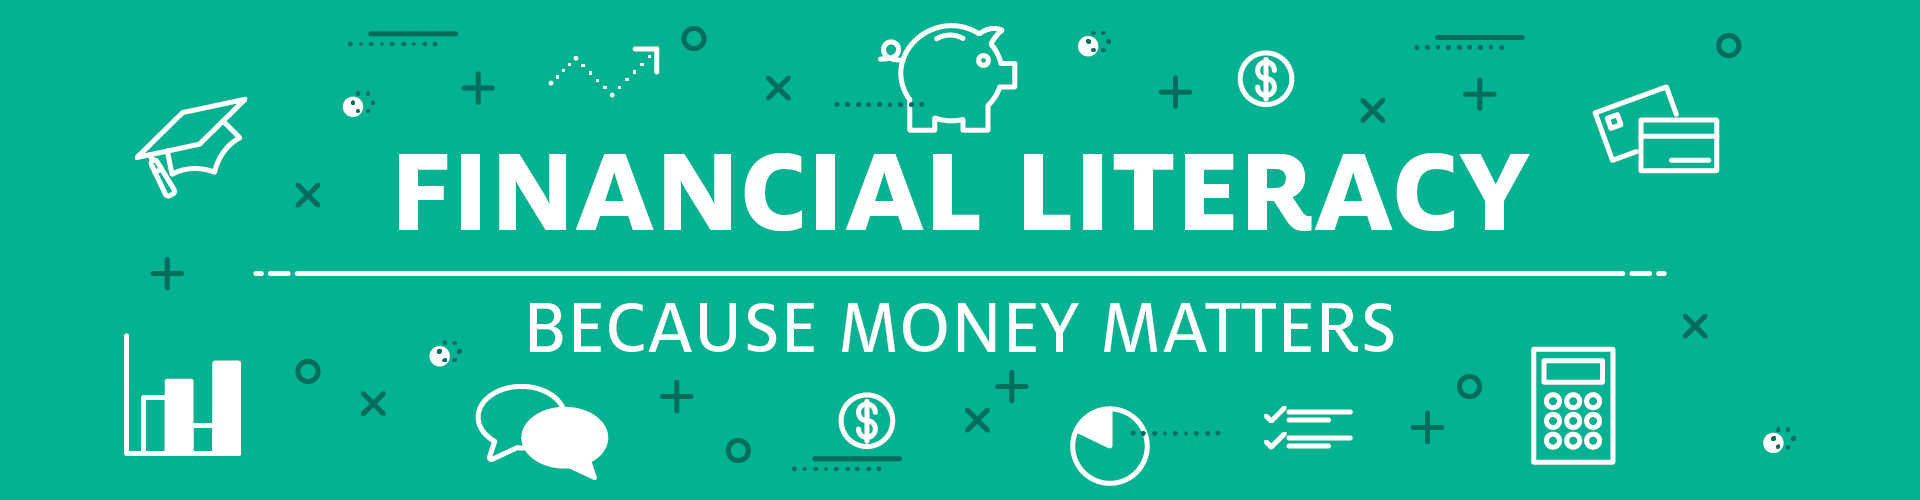 FINANCIAL LITERACY
BECAUSE MONEY MATTERS